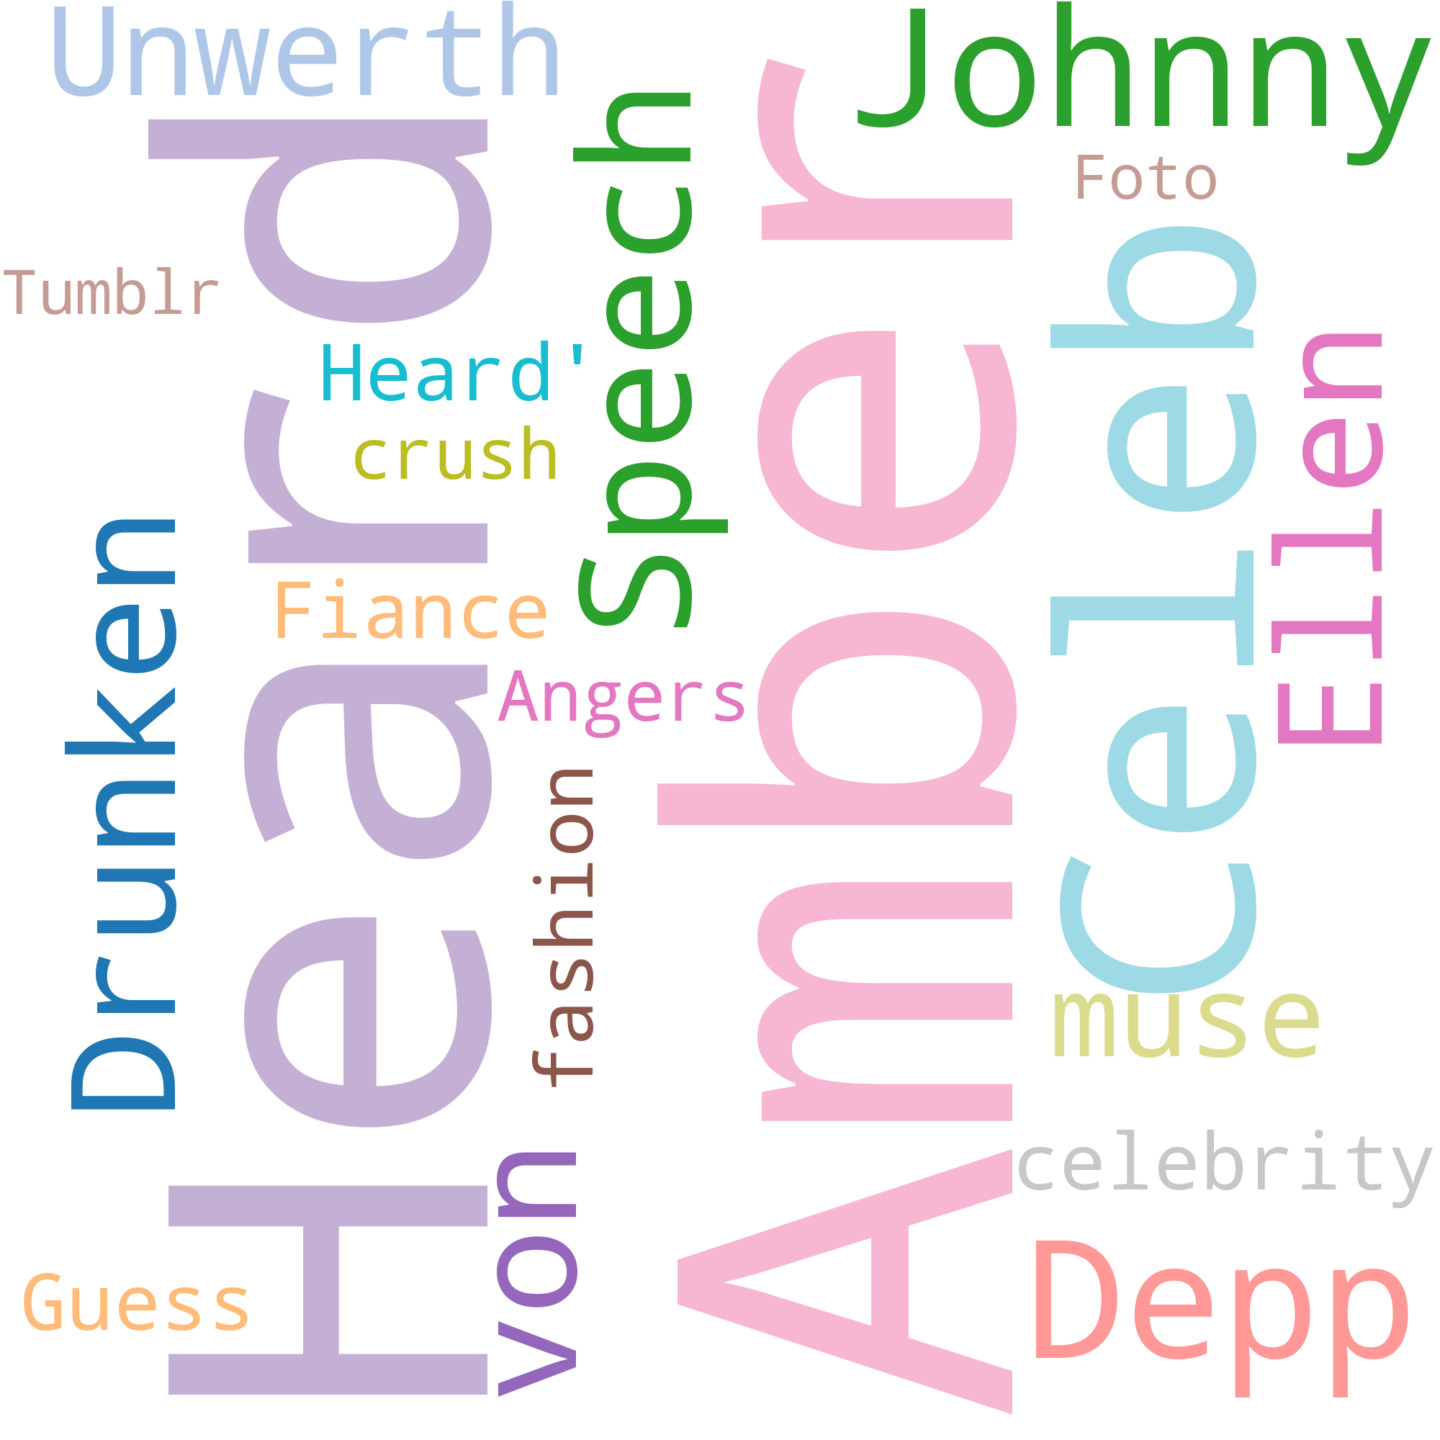 Unwerth
Johnny
Foto
Tumblr
Heard
Speech
Amber
Celeb
Ellen
Heard'
crush
Drunken
Fiance
Angers
fashion
muse
celebrity
von
Guess
Depp